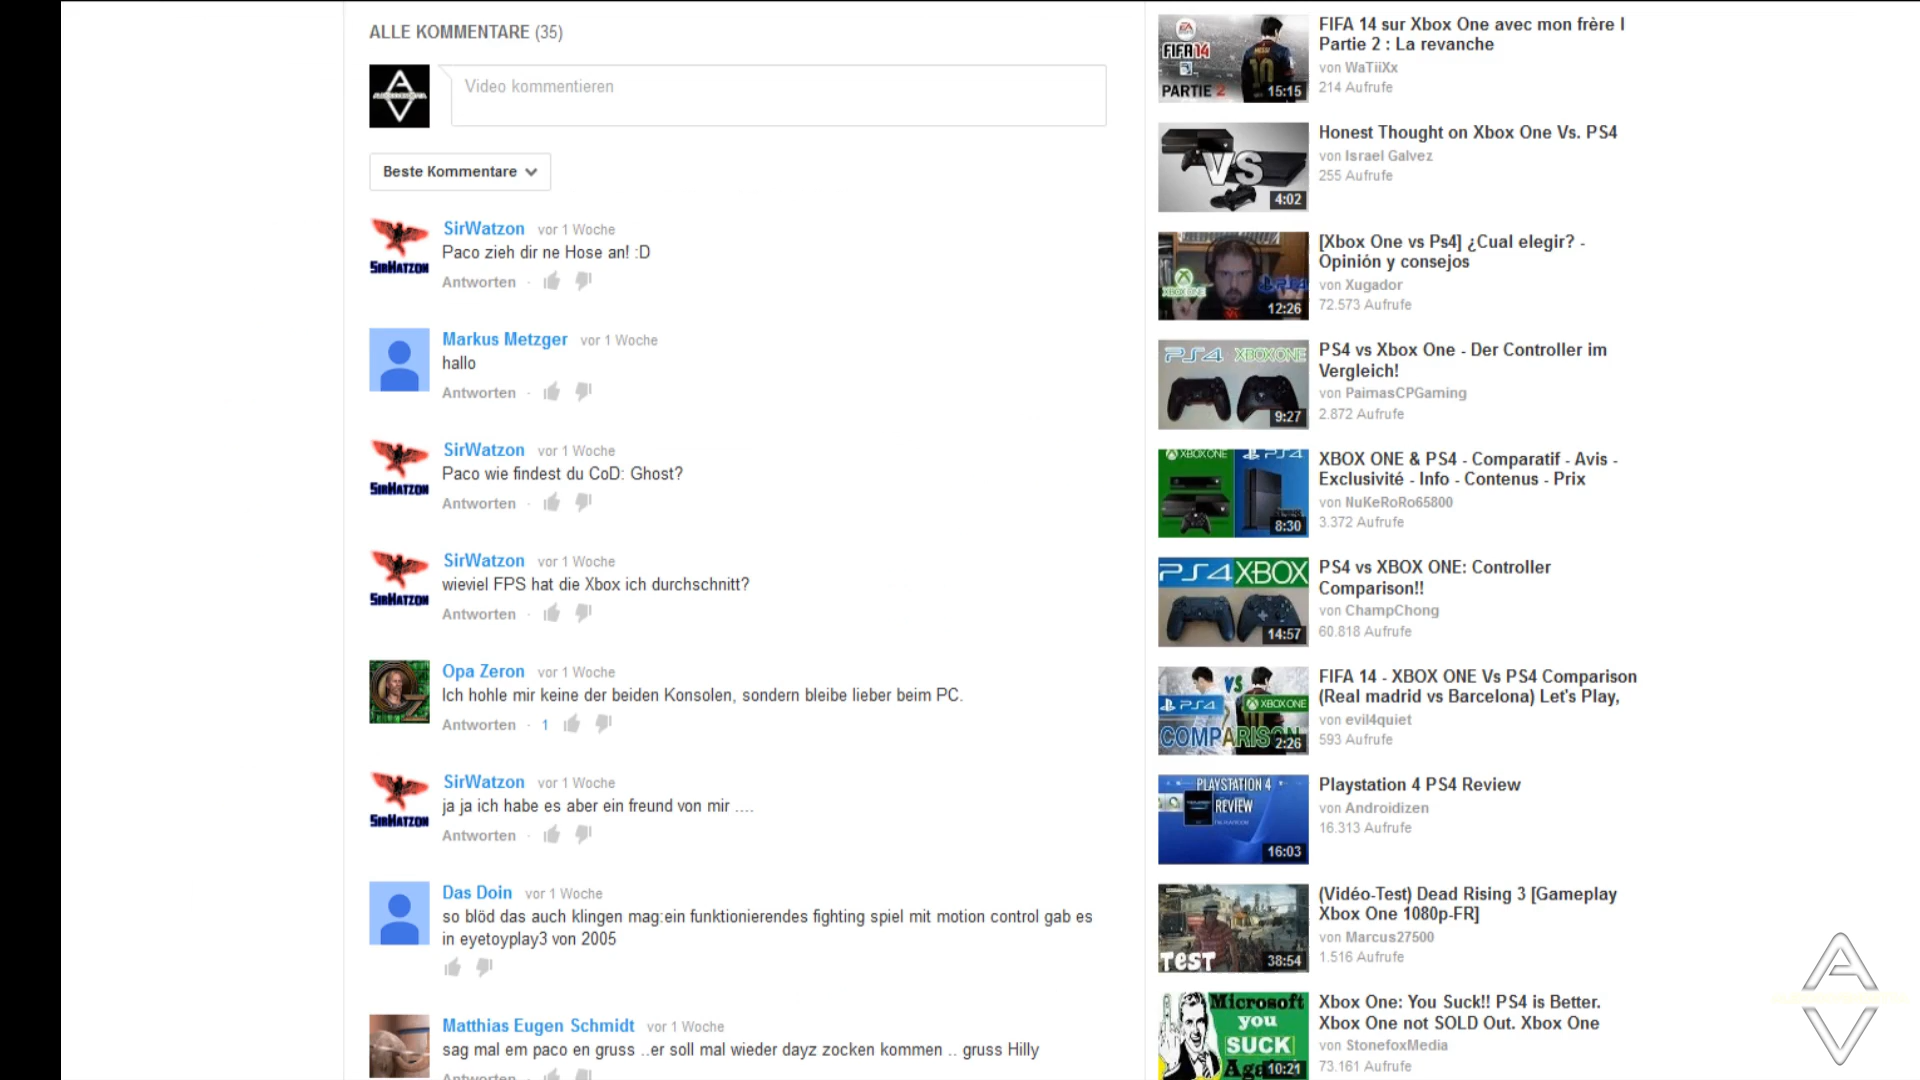 ALLE KOMMENTARE (35)
Video kommentieren
Beste Kommentare
SirWatzon vor 1 Woche
Paco zieh dir ne Hose an! :D
Antworten ·
SIRWATZON
Markus Metzger vor 1 Woche
hallo
Antworten ·
SirWatzon vor 1 Woche
Paco wie findest du CoD: Ghost?
Antworten ·
SIRWATZON
SirWatzon vor 1 Woche
wieviel FPS hat die Xbox ich durchschnitt?
Antworten ·
SIRWATZON
Opa Zeron vor 1 Woche
Ich hohle mir keine der beiden Konsolen, sondern bleibe lieber beim PC.
Antworten · 1
SirWatzon vor 1 Woche
ja ja ich habe es aber ein freund von mir ....
Antworten ·
SIRWATZON
Das Doin vor 1 Woche
so blöd das auch klingen mag:ein funktionierendes fighting spiel mit motion control gab es
in eyetoyplay3 von 2005
Matthias Eugen Schmidt vor 1 Woche
sag mal em paco en gruss ..er soll mal wieder dayz zocken kommen .. gruss Hilly
Antworten
FIFA 14
PARTIE 2
15:15
FIFA 14 sur Xbox One avec mon frère I
Partie 2 : La revanche
von WaTiiXx
214 Aufrufe
VS
4:02
Honest Thought on Xbox One Vs. PS4
von Israel Galvez
255 Aufrufe
XBOX ONE
PS4
12:26
[Xbox One vs Ps4] ¿Cual elegir? -
Opinión y consejos
von Xugador
72.573 Aufrufe
PS4 XBOX ONE
9:27
PS4 vs Xbox One - Der Controller im
Vergleich!
von PaimasCPGaming
2.872 Aufrufe
XBOX ONE PS4
8:30
XBOX ONE & PS4 - Comparatif - Avis -
Exclusivité - Info - Contenus - Prix
von NuKeRoRo65800
3.372 Aufrufe
PS4 XBOX
14:57
PS4 vs XBOX ONE: Controller
Comparison!!
von ChampChong
60.818 Aufrufe
VS
PS4 XBOX ONE
COMPARISON
2:26
FIFA 14 - XBOX ONE Vs PS4 Comparison
(Real madrid vs Barcelona) Let's Play,
von evil4quiet
593 Aufrufe
PLAYSTATION 4
REVIEW
16:03
Playstation 4 PS4 Review
von Androidizen
16.313 Aufrufe
TEST
38:54
(Vidéo-Test) Dead Rising 3 [Gameplay
Xbox One 1080p-FR]
von Marcus27500
1.516 Aufrufe
Microsoft
you
SUCK
10:21
Xbox One: You Suck!! PS4 is Better.
Xbox One not SOLD Out. Xbox One
von StonefoxMedia
73.161 Aufrufe